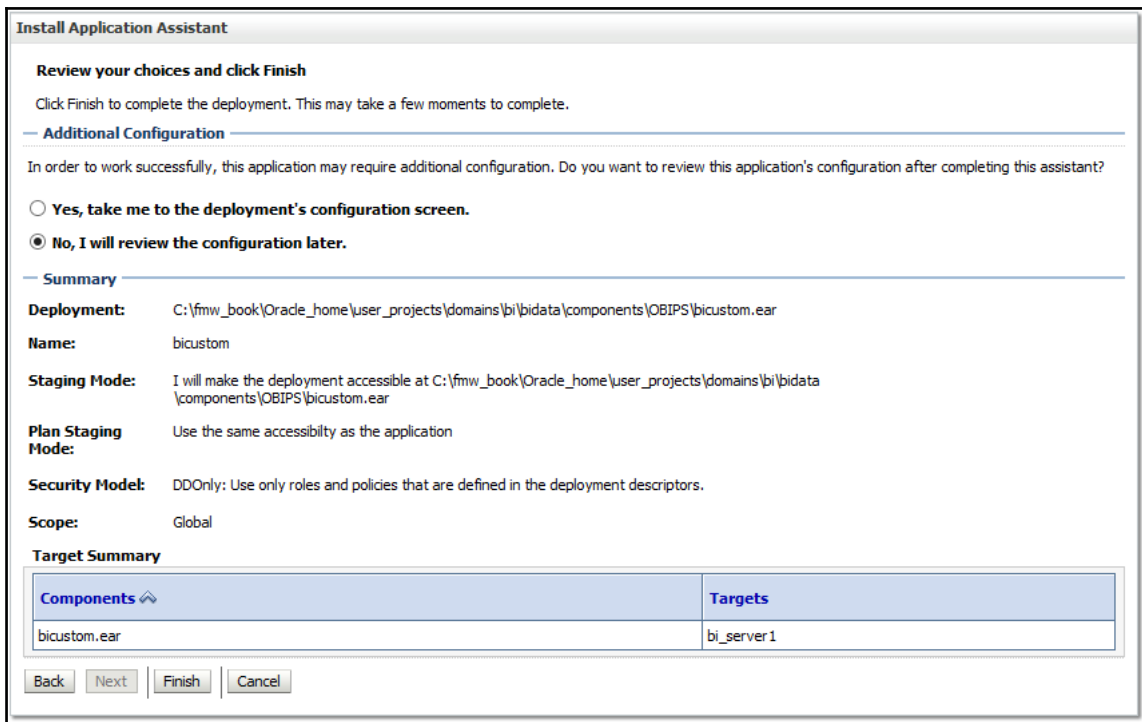 Install Application Assistant
Review your choices and click Finish
Click Finish to complete the deployment. This may take a few moments to complete.
Additional Configuration
In order to work successfully, this application may require additional configuration. Do you want to review this application's configuration after completing this assistant?
Yes, take me to the deployment's configuration screen.
No, I will review the configuration later.
Summary
Deployment: C:\fmw_book\Oracle_home\user_projects\domains\bi\bidata\components\OBIPS\bicustom.ear
Name: bicustom
Staging Mode: I will make the deployment accessible at C:\fmw_book\Oracle_home\user_projects\domains\bi\bidata
\components\OBIPS\bicustom.ear
Plan Staging Use the same accessibilty as the application
Mode:
Security Model: DDOnly: Use only roles and policies that are defined in the deployment descriptors.
Scope: Global
Target Summary
Components Targets
bicustom.ear bi_server1
Back Next Finish Cancel